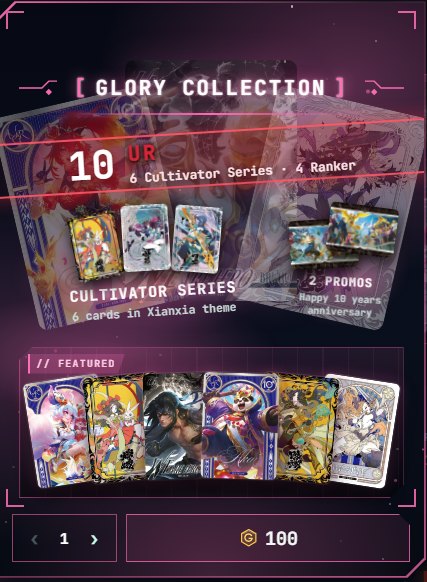 [ GLORY COLLECTION ]
10 UR
6 Cultivator Series · 4 Ranker
CULTIVATOR SERIES
6 cards in Xianxia theme
2 PROMOS
Happy 10 years
anniversary
// FEATURED
‹ 1 ›
100